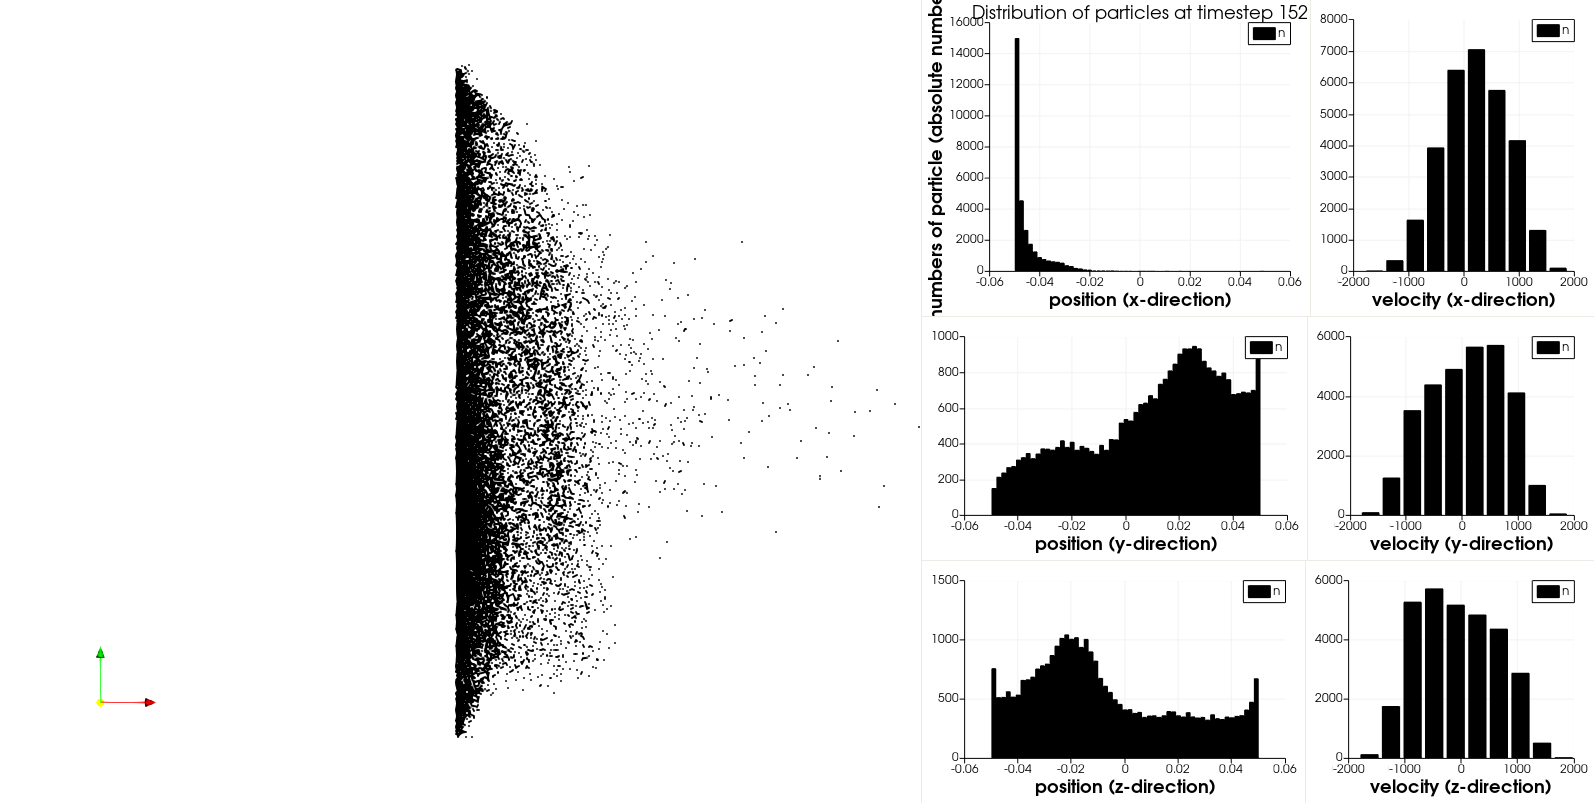 Distribution of particles at timestep 152
numbers of particle (absolute numbe
16000
14000
12000
10000
8000
6000
4000
2000
0
n
-0.06 -0.04 -0.02 0 0.02 0.04 0.06
position (x-direction)
8000
7000
6000
5000
4000
3000
2000
1000
0
n
-2000 -1000 0 1000 2000
velocity (x-direction)
1000
800
600
400
200
0
n
-0.06 -0.04 -0.02 0 0.02 0.04 0.06
position (y-direction)
6000
4000
2000
0
n
-2000 -1000 0 1000 2000
velocity (y-direction)
1500
1000
500
0
n
-0.06 -0.04 -0.02 0 0.02 0.04 0.06
position (z-direction)
6000
4000
2000
0
n
-2000 -1000 0 1000 2000
velocity (z-direction)